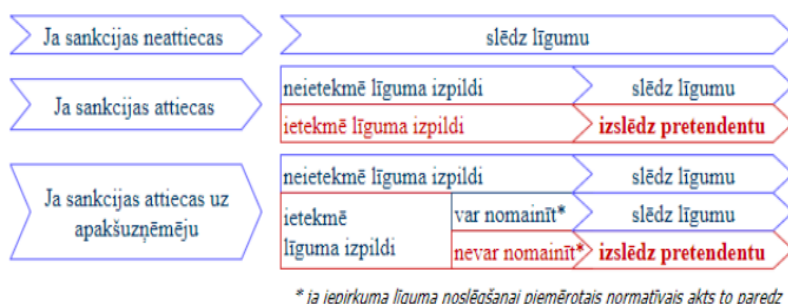 Ja sankcijas neattiecas
slēdz līgumu
Ja sankcijas attiecas
neietekmē līguma izpildi
slēdz līgumu
ietekmē līguma izpildi
izslēdz pretendentu
Ja sankcijas attiecas uz
apakšuzņēmēju
neietekmē līguma izpildi
slēdz līgumu
ietekmē
līguma izpildi
var nomainīt*
slēdz līgumu
nevar nomainīt*
izslēdz pretendentu
* ja iepirkuma līguma noslēgšanai piemērotais normatīvais akts to paredz